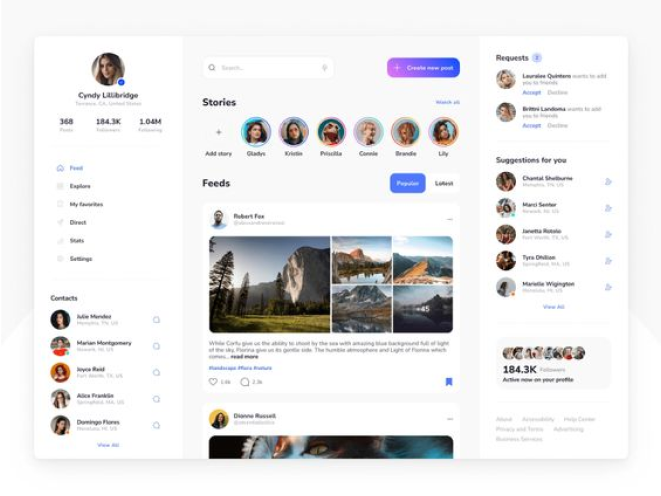 Cyndy Lillibridge
Torrance, CA, United States
368
184.3K
1.04M
Posts
Followers
Following
Feed
Explore
My favorites
Direct
Stats
Settings
Contacts
Julie Mendez
Memphis, TN, US
Marian Montgomery
Newark, NJ, US
Joyce Reid
Fort Worth, TX, US
Alice Franklin
Springfield, MA, US
Domingo Flores
Honolulu, HI, US
View All
Search...
Create new post
Stories
Watch all
Add story
Gladys
Kristin
Priscilla
Connie
Brandie
Lily
Feeds
Popular
Latest
Robert Fox
+45
While Corfu give us the ability to shoot by the sea with amazing blue background full of light
of the sky, Florina give us its gentle side. The humble atmosphere and Light of Florina which
comes... read more
#landscape #flora #nature
1.6k
2.3k
Dianne Russell
Requests
2
Lauralee Quintero wants to add
you to friends
Accept Decline
Brittni Landoma wants to add
you to friends
Accept Decline
Suggestions for you
Chantal Shelburne
Memphis, TN, US
Marci Senter
Newark, NJ, US
Janetta Rotolo
Fort Worth, TX, US
Tyra Dhillon
Springfield, MA, US
Marielle Wigington
Honolulu, HI, US
View All
184.3K Followers
Active now on your profile
About Accessibility Help Center
Privacy and Terms Advertising
Business Services